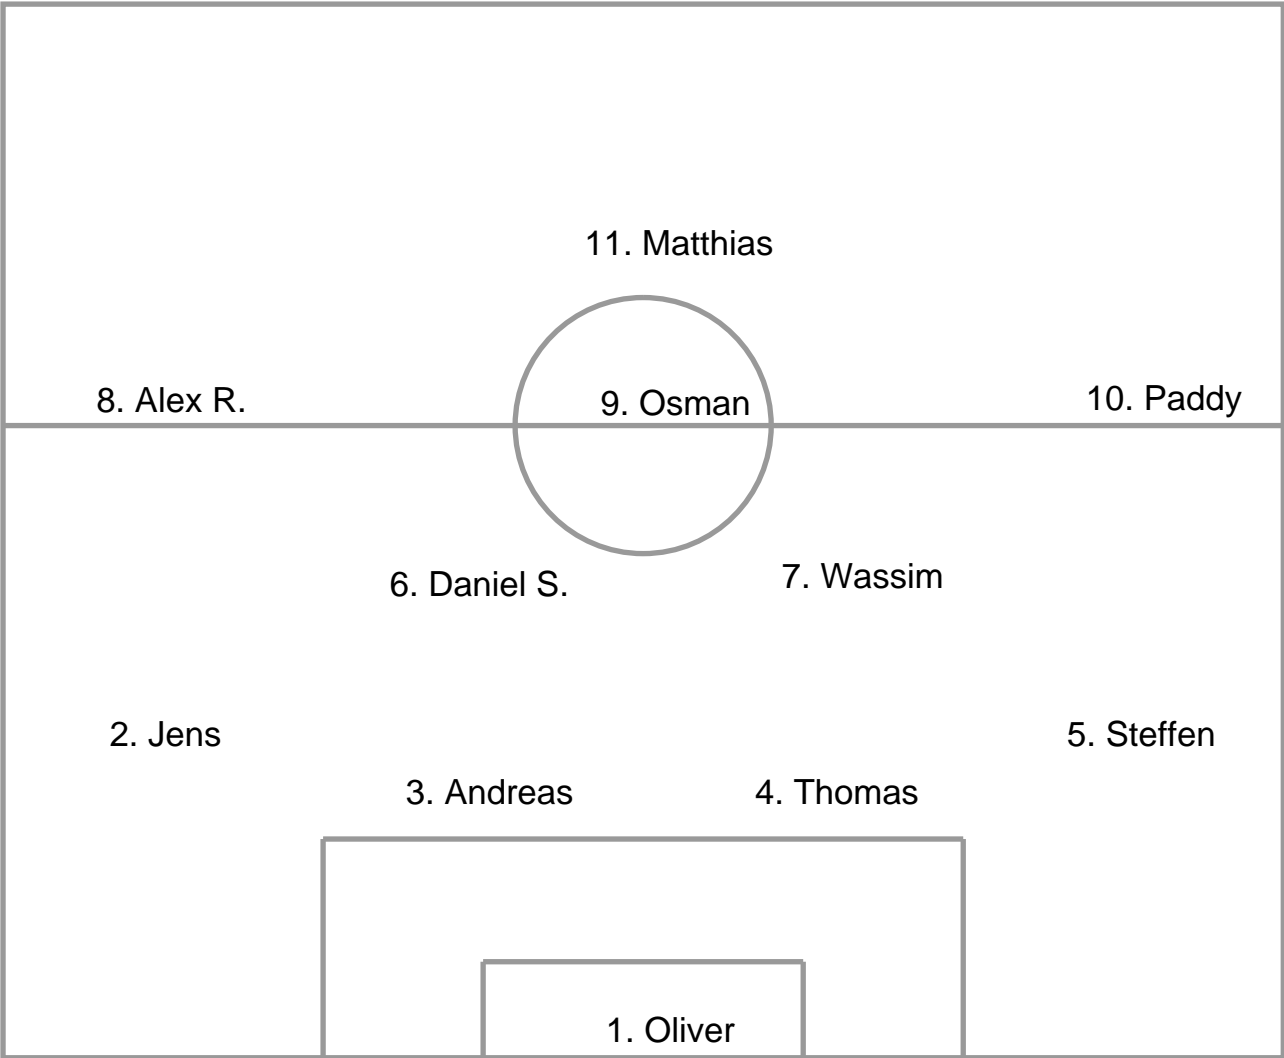 11. Matthias
8. Alex R.
9. Osman
10. Paddy
6. Daniel S.
7. Wassim
2. Jens
5. Steffen
3. Andreas
4. Thomas
1. Oliver